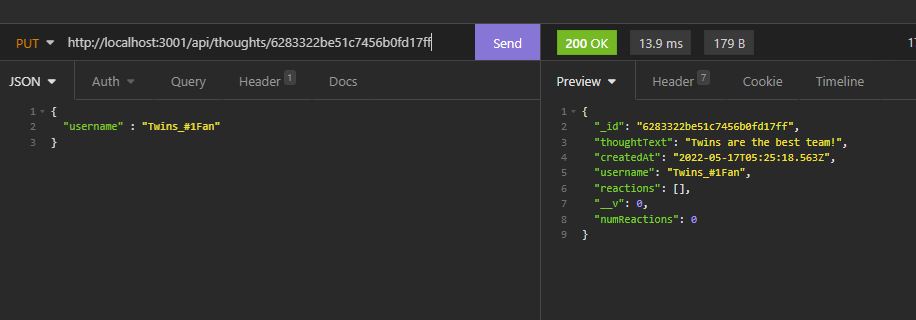 PUT http://localhost:3001/api/thoughts/6283322be51c7456b0fd17ff Send 200 OK 13.9 ms 179 B
JSON Auth Query Header 1 Docs Preview Header 7 Cookie Timeline
1 {
2 "username" : "Twins_#1Fan"
3 }
1 {
2 "_id": "6283322be51c7456b0fd17ff",
3 "thoughtText": "Twins are the best team!",
4 "createdAt": "2022-05-17T05:25:18.563Z",
5 "username": "Twins_#1Fan",
6 "reactions": [],
7 "__v": 0,
8 "numReactions": 0
9 }